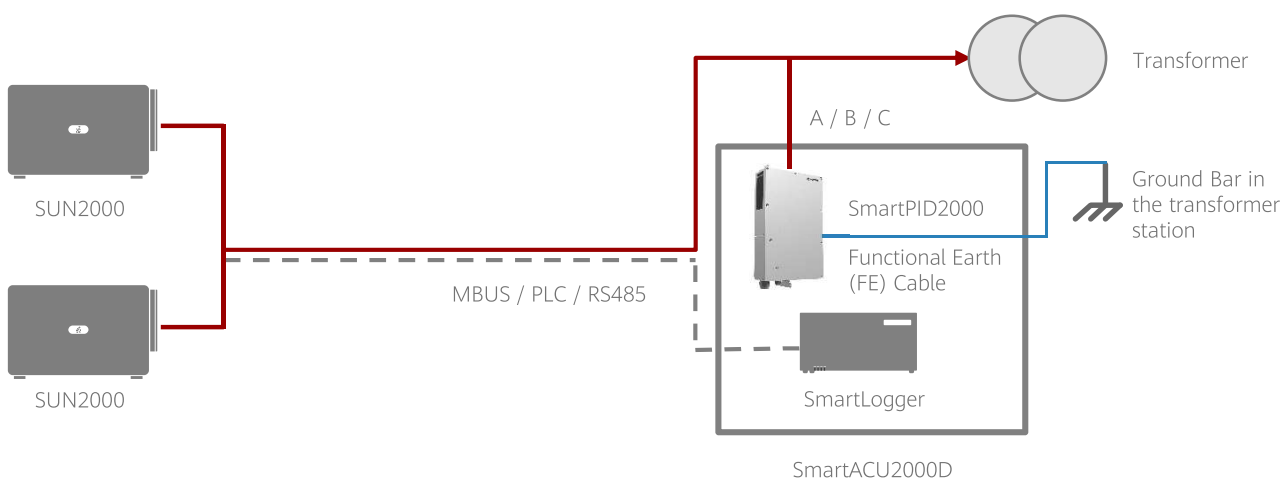 Transformer
A / B / C
SUN2000
SmartPID2000
Ground Bar in
the transformer
station
Functional Earth
(FE) Cable
MBUS / PLC / RS485
SUN2000
SmartLogger
SmartACU2000D